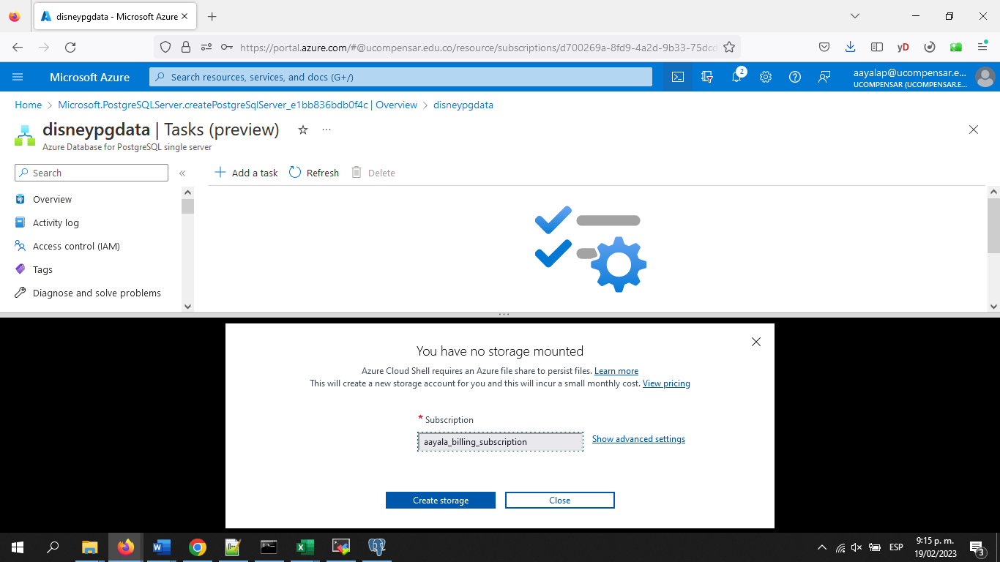 disneypgdata - Microsoft Azure
https://portal.azure.com/#@ucompensar.edu.co/resource/subscriptions/d700269a-8fd9-4a2d-9b33-75dcd
yD
Microsoft Azure
Search resources, services, and docs (G+/)
2
aayalap@ucompensar.e...
UCOMPENSAR (UCOMPENSAR.E...
Home > Microsoft.PostgreSQLServer.createPostgreSqlServer_e1bb836bdb0f4c | Overview > disneypgdata
disneypgdata | Tasks (preview)
Azure Database for PostgreSQL single server
Search
Add a task
Refresh
Delete
Overview
Activity log
Access control (IAM)
Tags
Diagnose and solve problems
You have no storage mounted
Azure Cloud Shell requires an Azure file share to persist files. Learn more
This will create a new storage account for you and this will incur a small monthly cost. View pricing
* Subscription
aayala_billing_subscription
Show advanced settings
Create storage
Close
ESP
9:15 p. m.
19/02/2023
3